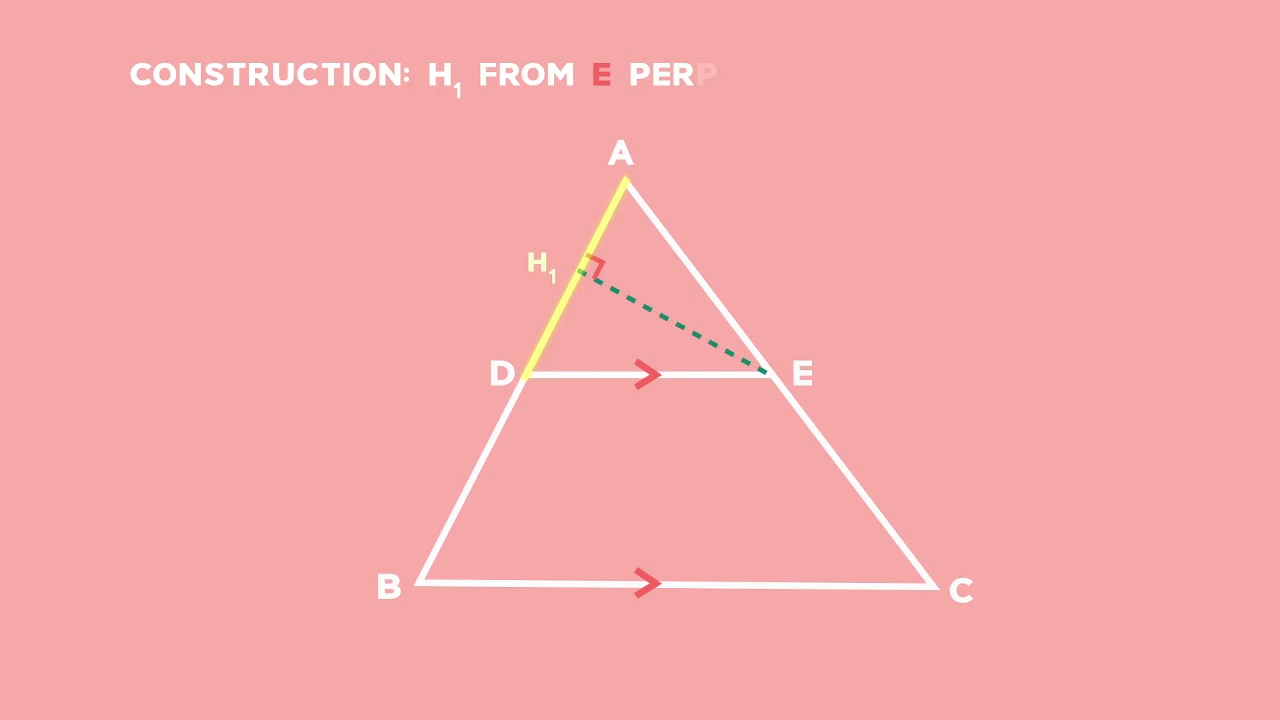 CONSTRUCTION: H₁ FROM E PERP
A
H₁
D
E
B
C